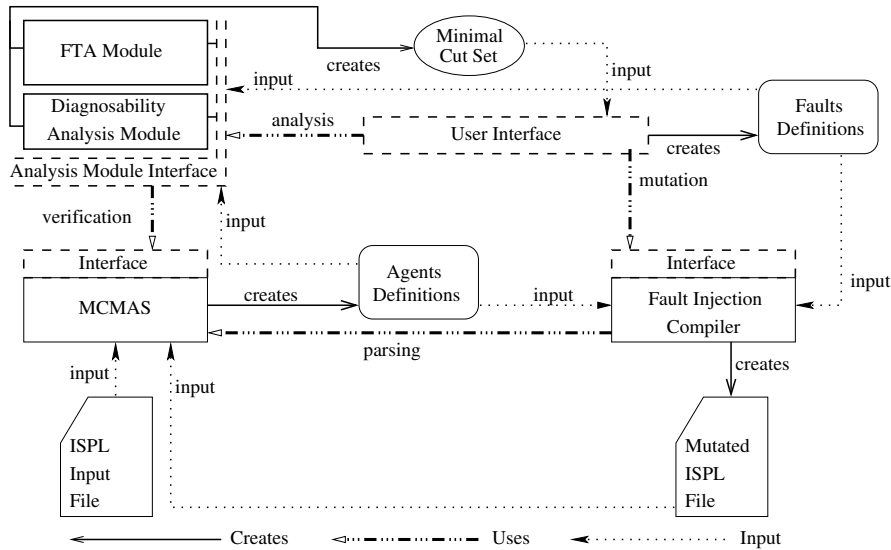 FTA Module
Diagnosability
Analysis Module
Analysis Module Interface
creates
Minimal
Cut Set
input
input
analysis
User Interface
creates
Faults
Definitions
verification
input
mutation
Interface
MCMAS
creates
Agents
Definitions
input
Interface
Fault Injection
Compiler
input
parsing
input
input
creates
ISPL
Input
File
Mutated
ISPL
File
Creates
Uses
Input